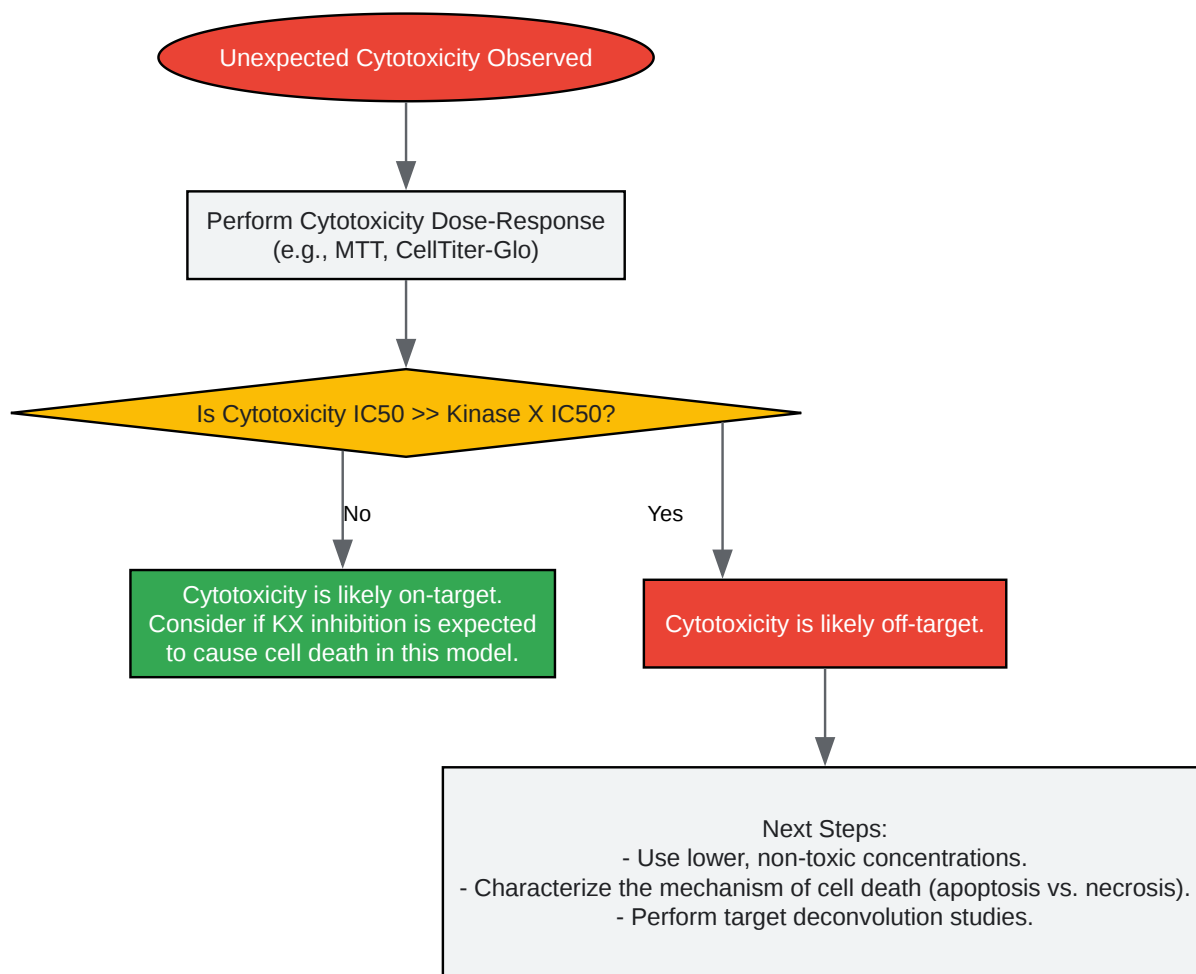 Unexpected Cytotoxicity Observed
Perform Cytotoxicity Dose-Response
(e.g., MTT, CellTiter-Glo)
Is Cytotoxicity IC50 >> Kinase X IC50?
No
Yes
Cytotoxicity is likely on-target.
Consider if KX inhibition is expected
to cause cell death in this model.
Cytotoxicity is likely off-target.
Next Steps:
- Use lower, non-toxic concentrations.
- Characterize the mechanism of cell death (apoptosis vs. necrosis).
- Perform target deconvolution studies.